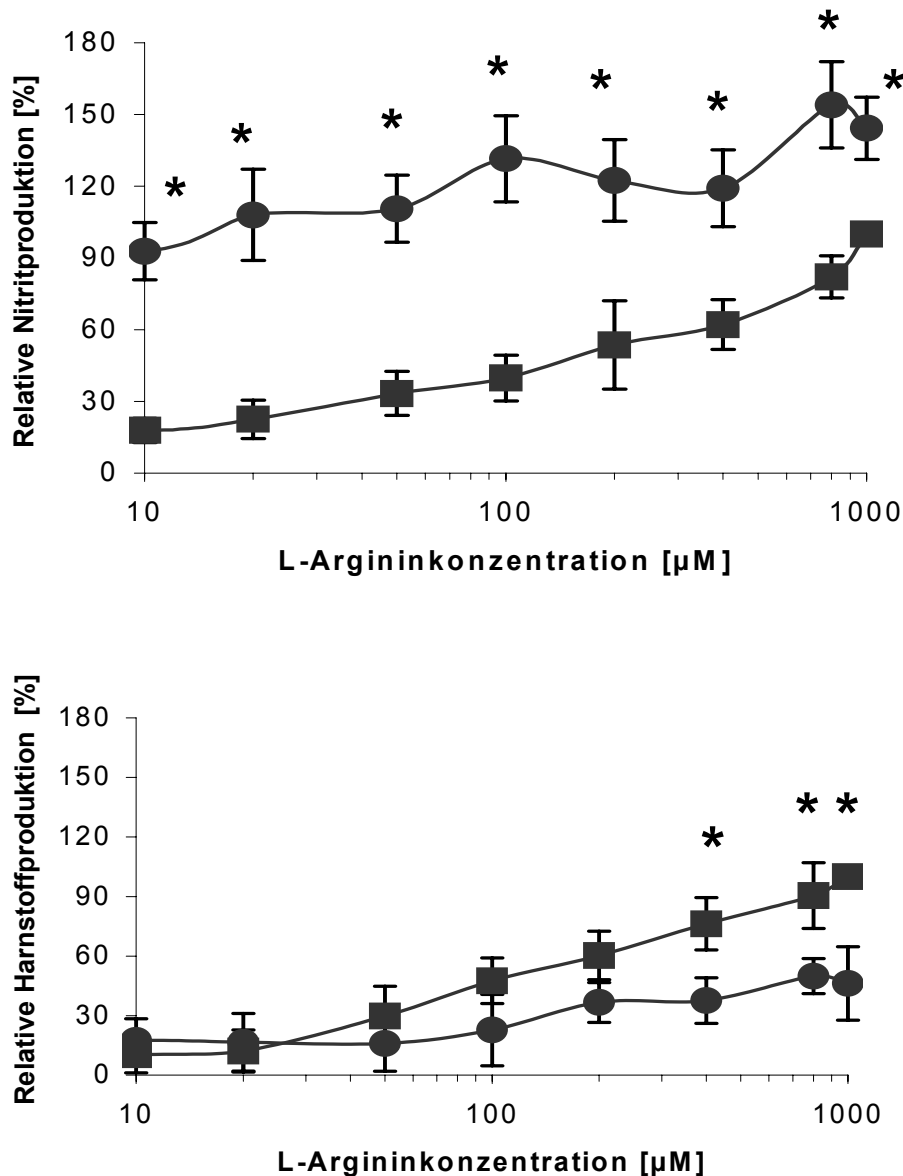 Relative Nitritproduktion [%]
180
150
120
90
60
30
0
* * * * * * * *
10 100 1000
L-Argininkonzentration [µM]
Relative Harnstoffproduktion [%]
180
150
120
90
60
30
0
* * *
10 100 1000
L-Argininkonzentration [µM]